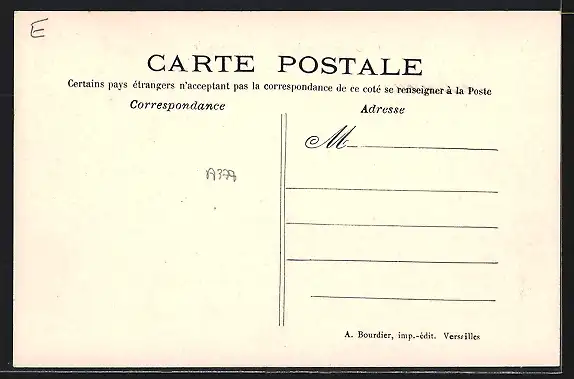 E
CARTE POSTALE
Certains pays étrangers n'acceptant pas la correspondance de ce coté se renseigner à la Poste
Correspondance
Adresse
M
A377
A. Bourdier, imp.-édit. Versailles